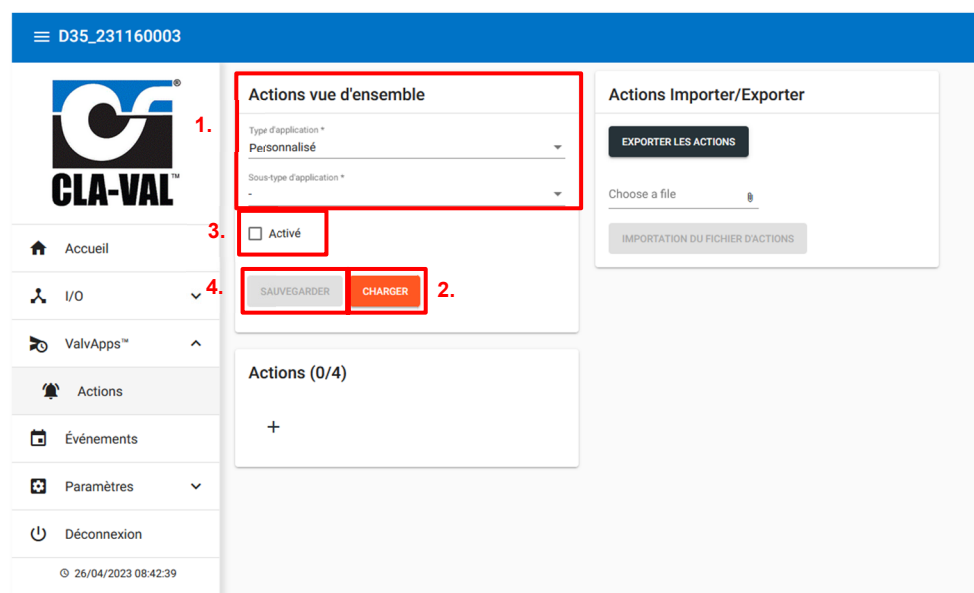 D35_231160003
®
CLA-VAL™
Accueil
I/O
ValvApps™
Actions
Événements
Paramètres
Déconnexion
26/04/2023 08:42:39
1.
Actions vue d'ensemble
Type d'application *
Personnalisé
Sous-type d'application *
-
3.
Activé
4.
SAUVEGARDER
CHARGER
2.
Actions (0/4)
+
Actions Importer/Exporter
EXPORTER LES ACTIONS
Choose a file
IMPORTATION DU FICHIER D'ACTIONS